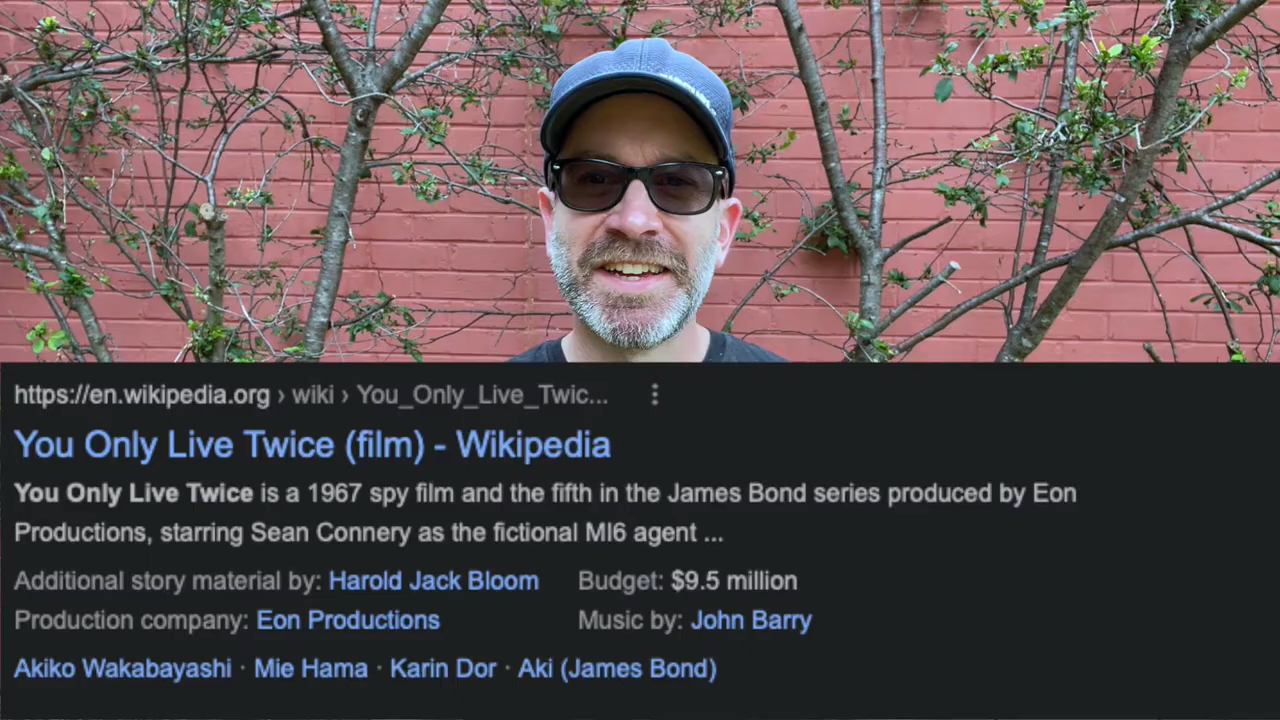 https://en.wikipedia.org › wiki › You_Only_Live_Twic...
You Only Live Twice (film) - Wikipedia
You Only Live Twice is a 1967 spy film and the fifth in the James Bond series produced by Eon
Productions, starring Sean Connery as the fictional MI6 agent ...
Additional story material by: Harold Jack Bloom Budget: $9.5 million
Production company: Eon Productions Music by: John Barry
Akiko Wakabayashi · Mie Hama · Karin Dor · Aki (James Bond)